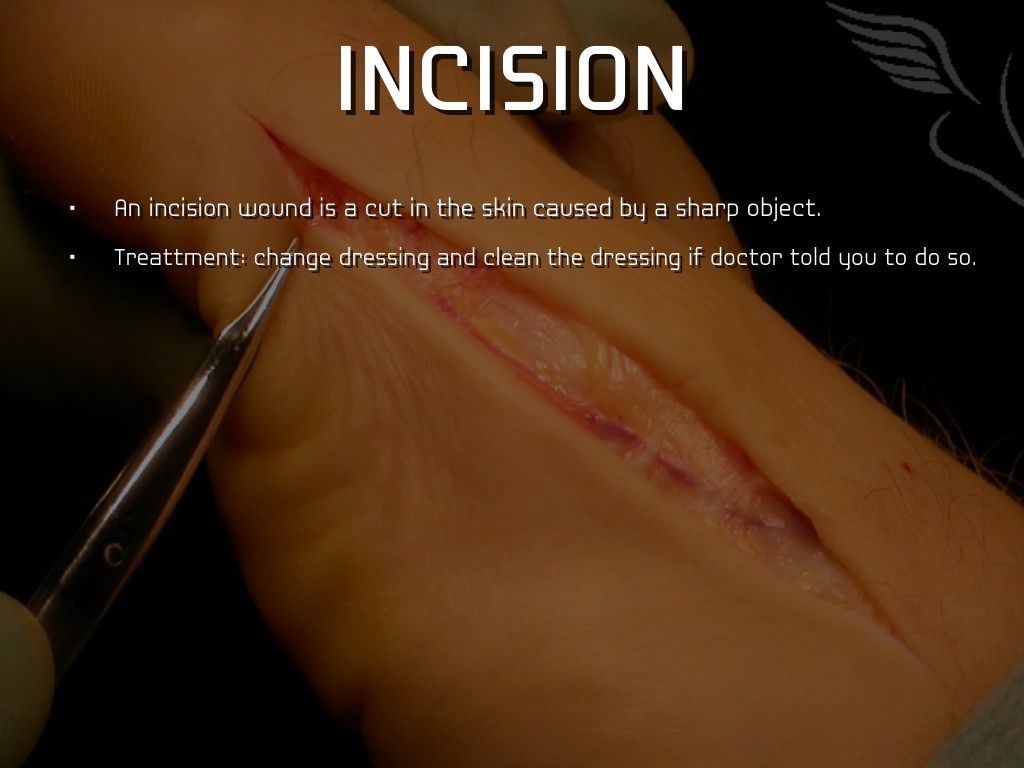 INCISION
▪ An incision wound is a cut in the skin caused by a sharp object.
▪ Treattment: change dressing and clean the dressing if doctor told you to do so.